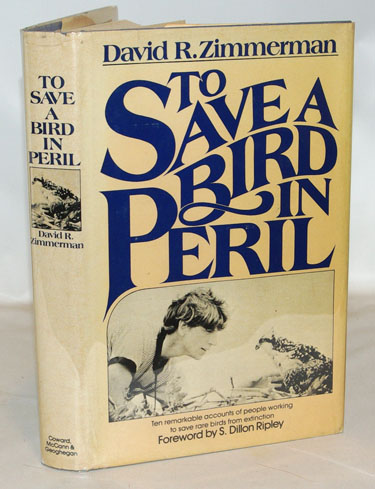 TO
SAVE
A
BIRD
IN
PERIL
David R.
Zimmerman
Coward,
McCann &
Geoghegan
David R. Zimmerman
TO
SAVE A
BIRD
IN
PERIL
Ten remarkable accounts of people working
to save rare birds from extinction
Foreword by S. Dillon Ripley